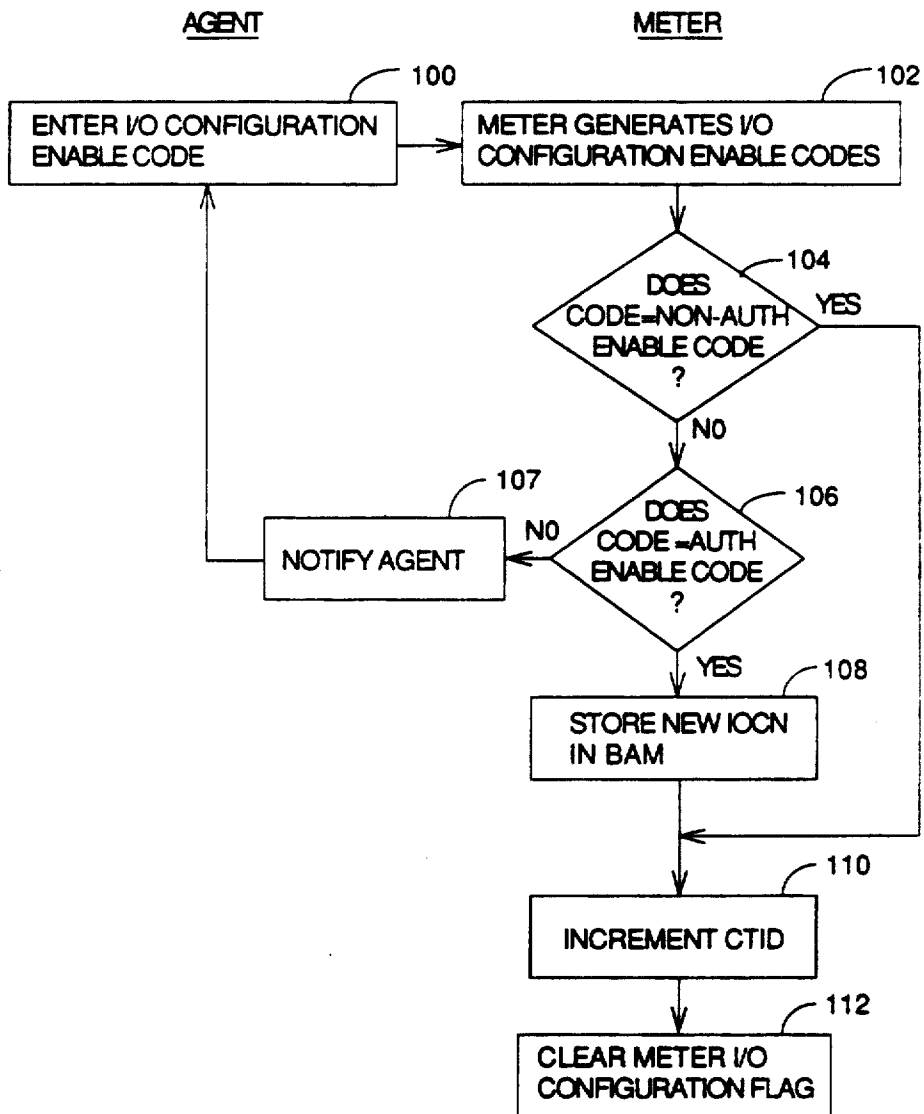 AGENT
METER
100
102
ENTER I/O CONFIGURATION
ENABLE CODE
METER GENERATES I/O
CONFIGURATION ENABLE CODES
104
DOES
CODE=NON-AUTH
ENABLE CODE
?
YES
NO
107
106
NOTIFY AGENT
NO
DOES
CODE=AUTH
ENABLE CODE
?
YES
108
STORE NEW IOCN
IN BAM
110
INCREMENT CTID
112
CLEAR METER I/O
CONFIGURATION FLAG